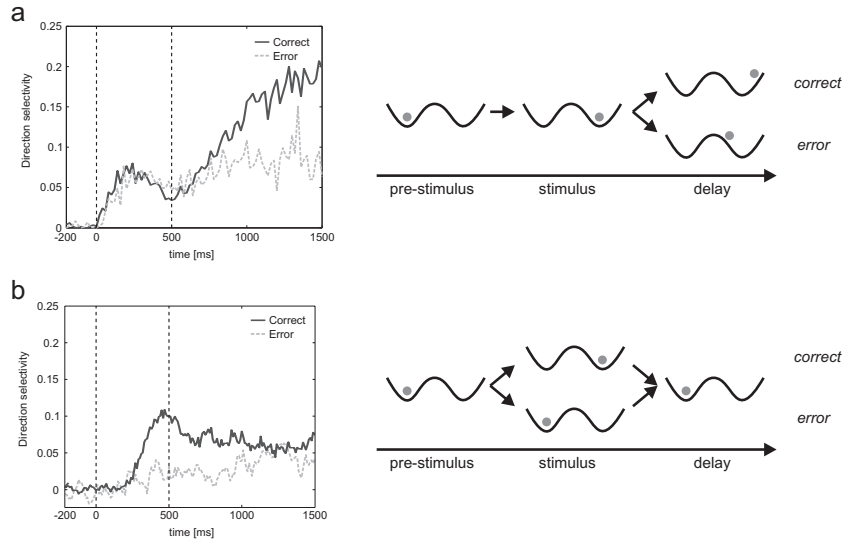 a
0.25
0.2
0.15
0.1
0.05
0
Direction selectivity
Correct
Error
-200 0 500 1000 1500
time [ms]
correct
error
pre-stimulus stimulus delay
b
0.25
0.2
0.15
0.1
0.05
0
Direction selectivity
Correct
Error
-200 0 500 1000 1500
time [ms]
correct
error
pre-stimulus stimulus delay